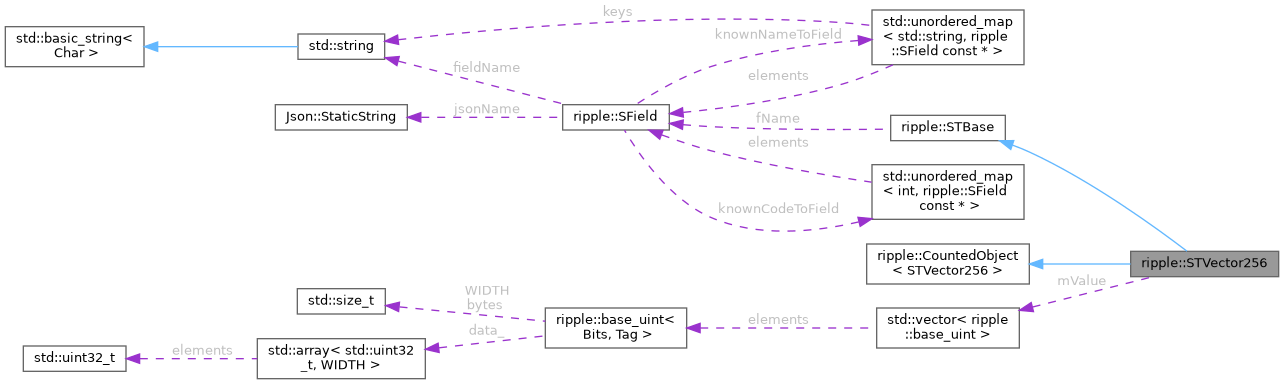 keys
std::unordered_map
< std::string, ripple
::SField const * >
std::basic_string<
Char >
std::string
knownNameToField
fieldName
elements
jsonName
Json::StaticString
ripple::SField
fName
ripple::STBase
elements
std::unordered_map
< int, ripple::SField
const * >
knownCodeToField
ripple::CountedObject
< STVector256 >
ripple::STVector256
mValue
std::size_t
WIDTH
bytes
ripple::base_uint<
Bits, Tag >
elements
std::vector< ripple
::base_uint >
data_
std::array< std::uint32
_t, WIDTH >
elements
std::uint32_t